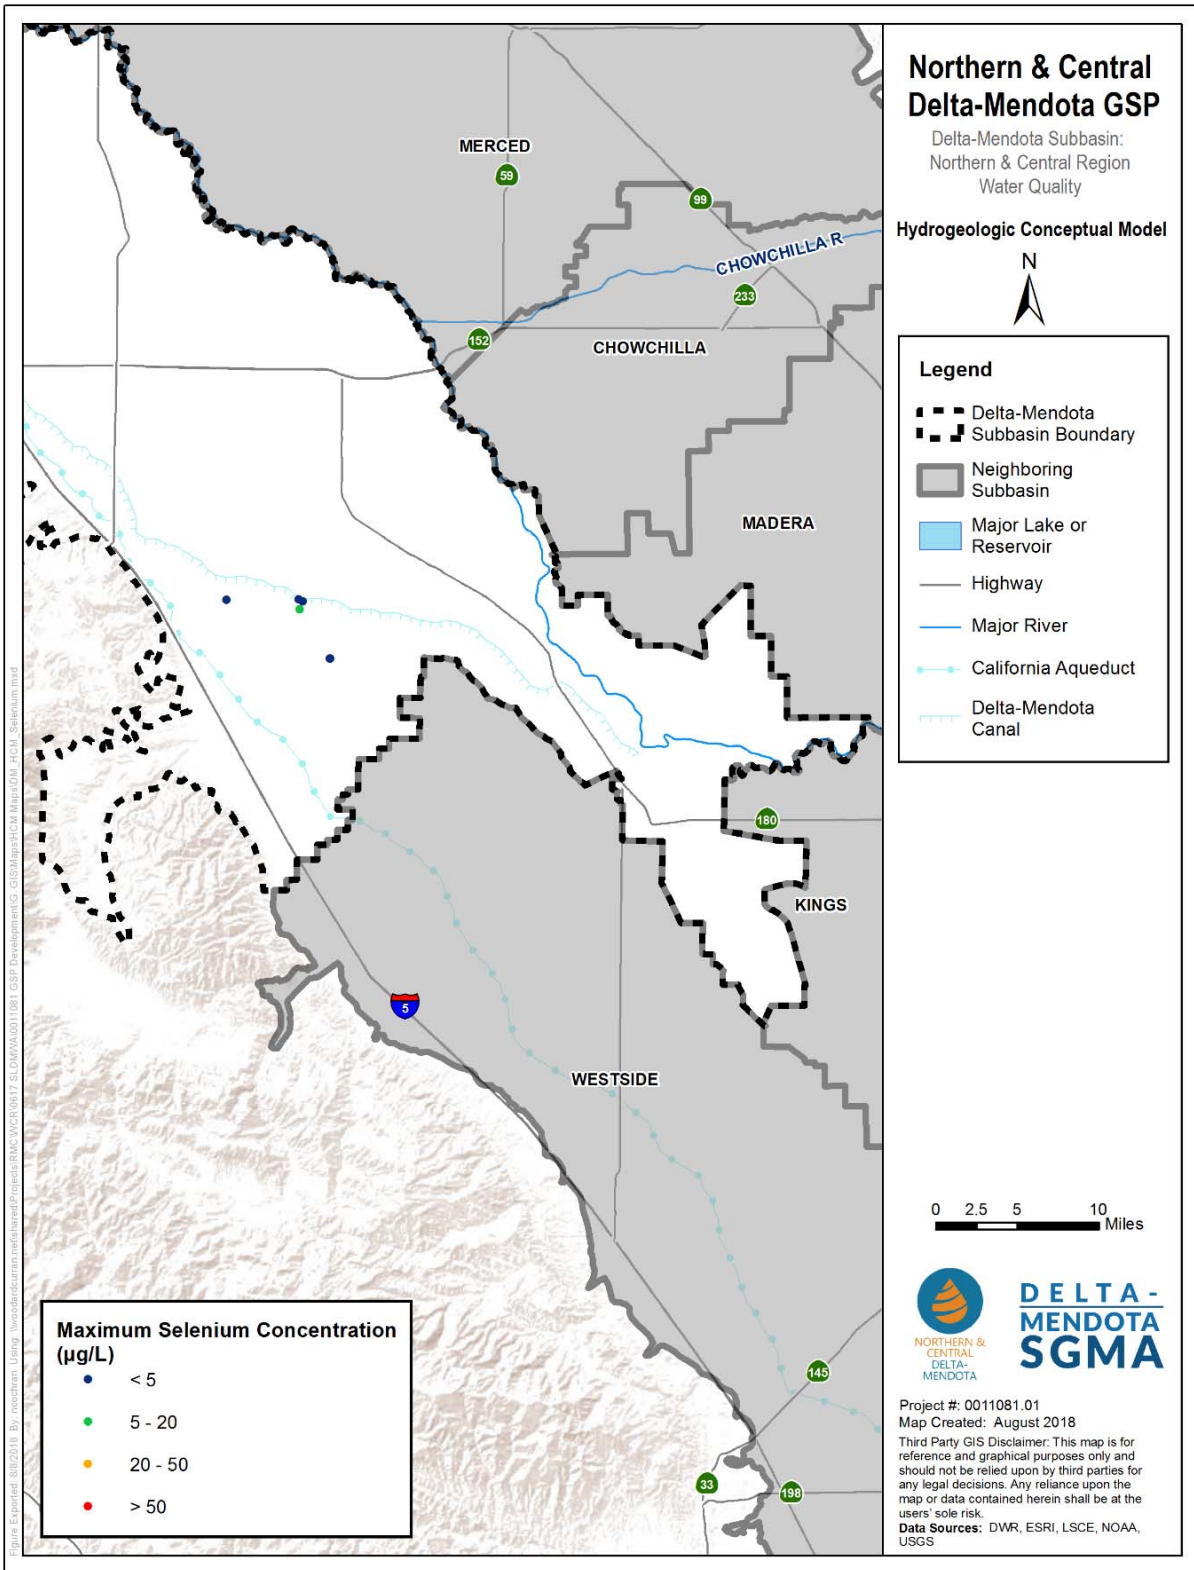 Northern & Central
Delta-Mendota GSP
Delta-Mendota Subbasin:
Northern & Central Region
Water Quality
Hydrogeologic Conceptual Model
N
Legend
Delta-Mendota
Subbasin Boundary
Neighboring
Subbasin
Major Lake or
Reservoir
Highway
Major River
California Aqueduct
Delta-Mendota
Canal
MERCED
59
99
CHOWCHILLA R
233
152
CHOWCHILLA
MADERA
180
KINGS
5
WESTSIDE
145
33
198
Maximum Selenium Concentration
(µg/L)
< 5
5 - 20
20 - 50
> 50
0 2.5 5 10
Miles
NORTHERN &
CENTRAL
DELTA-
MENDOTA
DELTA-
MENDOTA
SGMA
Project #: 0011081.01
Map Created: August 2018
Third Party GIS Disclaimer: This map is for
reference and graphical purposes only and
should not be relied upon by third parties for
any legal decisions. Any reliance upon the
map or data contained herein shall be at the
users' sole risk.
Data Sources: DWR, ESRI, LSCE, NOAA,
USGS